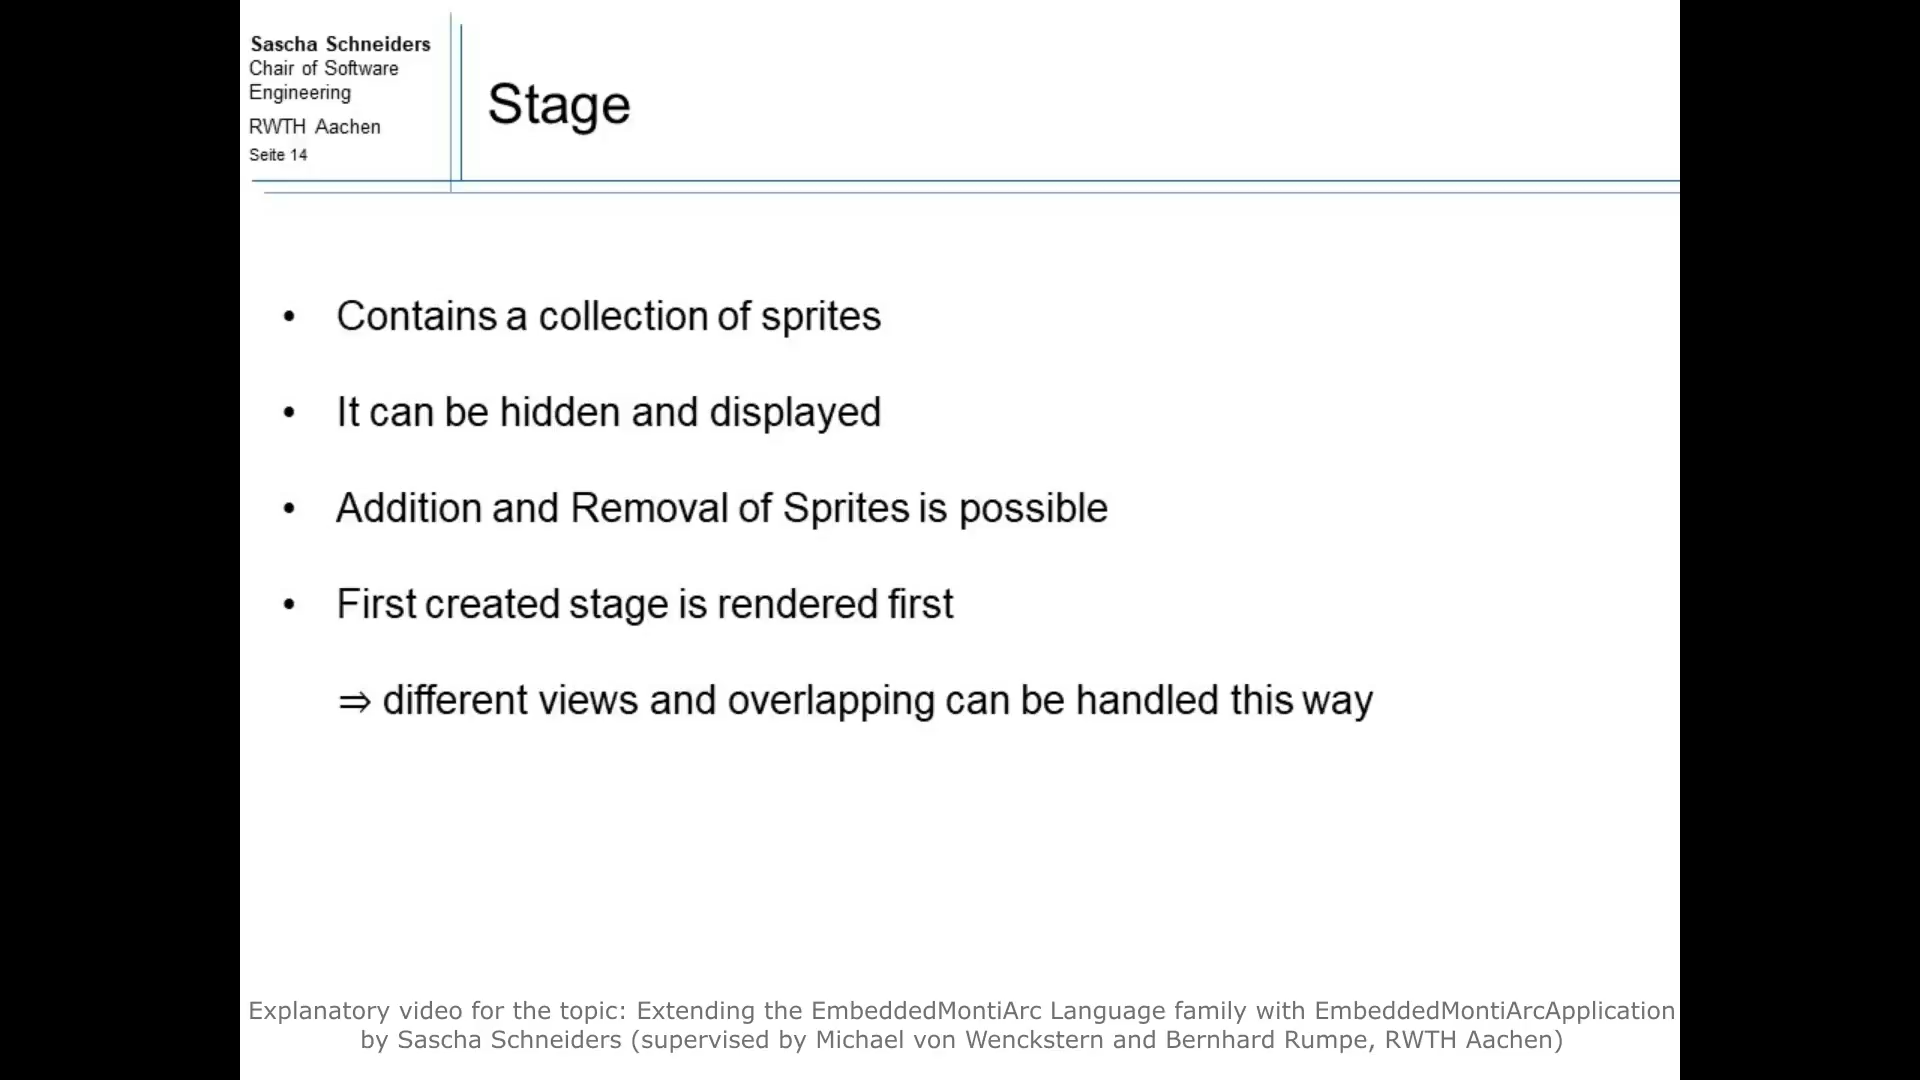 Sascha Schneiders
Chair of Software
Engineering
RWTH Aachen
Seite 14
Stage
• Contains a collection of sprites
• It can be hidden and displayed
• Addition and Removal of Sprites is possible
• First created stage is rendered first
⇒ different views and overlapping can be handled this way
Explanatory video for the topic: Extending the EmbeddedMontiArc Language family with EmbeddedMontiArcApplication
by Sascha Schneiders (supervised by Michael von Wenckstern and Bernhard Rumpe, RWTH Aachen)